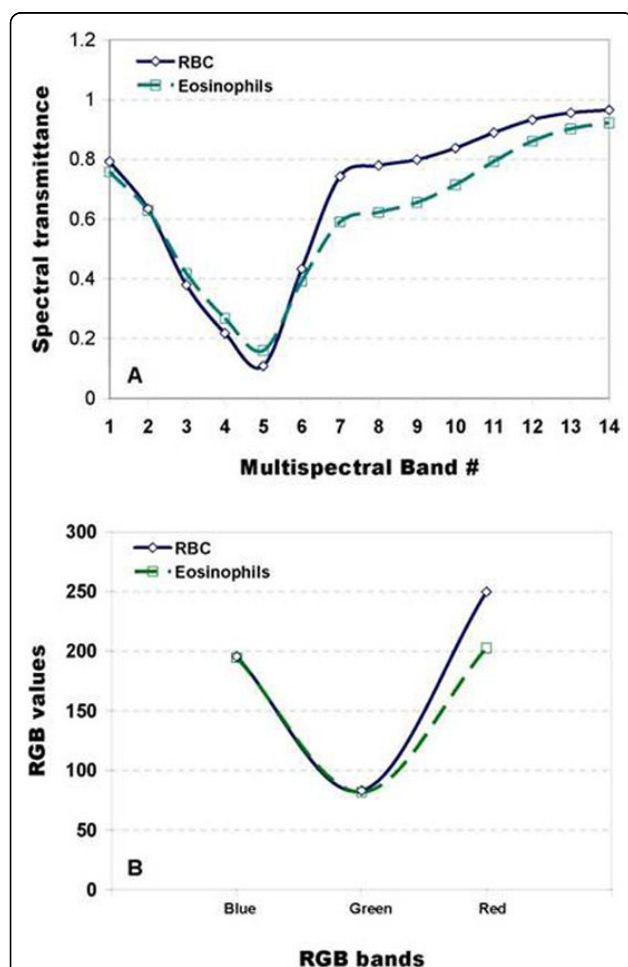 1.2
1
0.8
0.6
0.4
0.2
0
Spectral transmittance
RBC
Eosinophils
A
1 2 3 4 5 6 7 8 9 10 11 12 13 14
Multispectral Band #
300
250
200
150
100
50
0
RGB values
RBC
Eosinophils
B
Blue Green Red
RGB bands